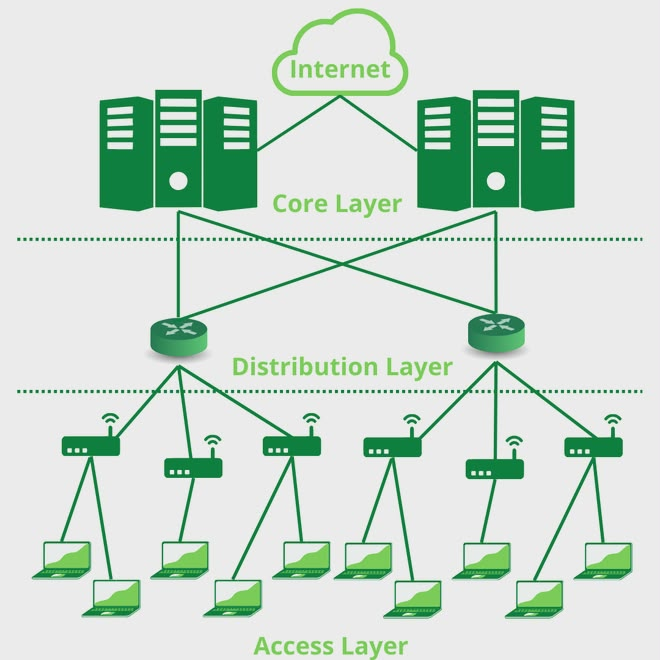 Internet
Core Layer
Distribution Layer
Access Layer